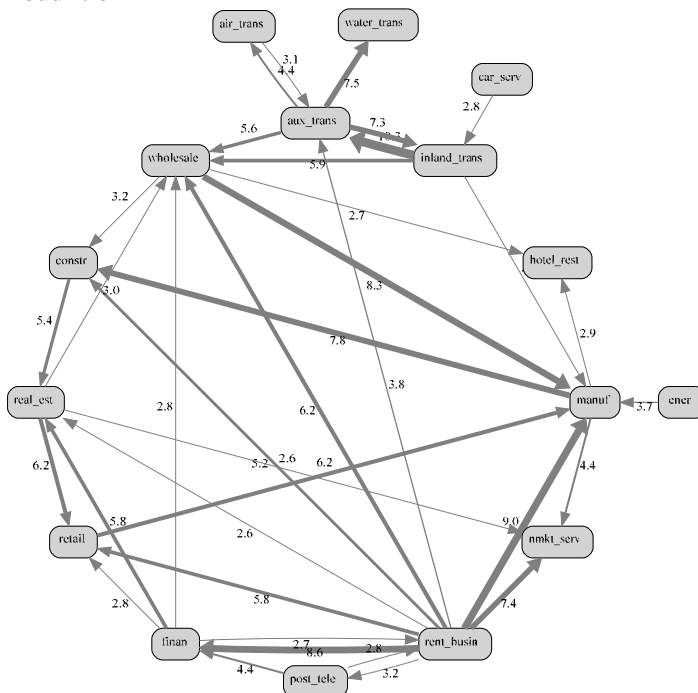 air_trans
water_trans
3.1
4.4
7.5
car_serv
2.8
aux_trans
7.3
5.6
inland_trans
wholesale
5.9
3.2
2.7
constr
hotel_rest
3.0
8.3
5.4
7.8
2.9
real_est
manuf
ener
3.7
3.8
2.8
6.2
6.2
5.2
2.6
6.2
4.4
5.8
9.0
retail
2.6
nmkt_serv
2.8
5.8
7.4
finan
rent_busin
2.7
8.6
2.8
4.4
3.2
post_tele